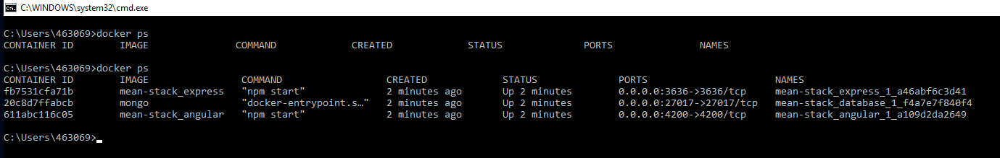 C:\WINDOWS\system32\cmd.exe
C:\Users\463069>docker ps
CONTAINER ID        IMAGE               COMMAND             CREATED             STATUS              PORTS               NAMES
C:\Users\463069>docker ps
CONTAINER ID        IMAGE                COMMAND                  CREATED             STATUS              PORTS                      NAMES
fb7531cfa71b        mean-stack_express   "npm start"              2 minutes ago       Up 2 minutes        0.0.0.0:3636->3636/tcp     mean-stack_express_1_a46abf6c3d41
20c8d7ffabcb        mongo                "docker-entrypoint.s…"   2 minutes ago       Up 2 minutes        0.0.0.0:27017->27017/tcp   mean-stack_database_1_f4a7e7f840f4
611abc116c05        mean-stack_angular   "npm start"              2 minutes ago       Up 2 minutes        0.0.0.0:4200->4200/tcp     mean-stack_angular_1_a109d2da2649
C:\Users\463069>